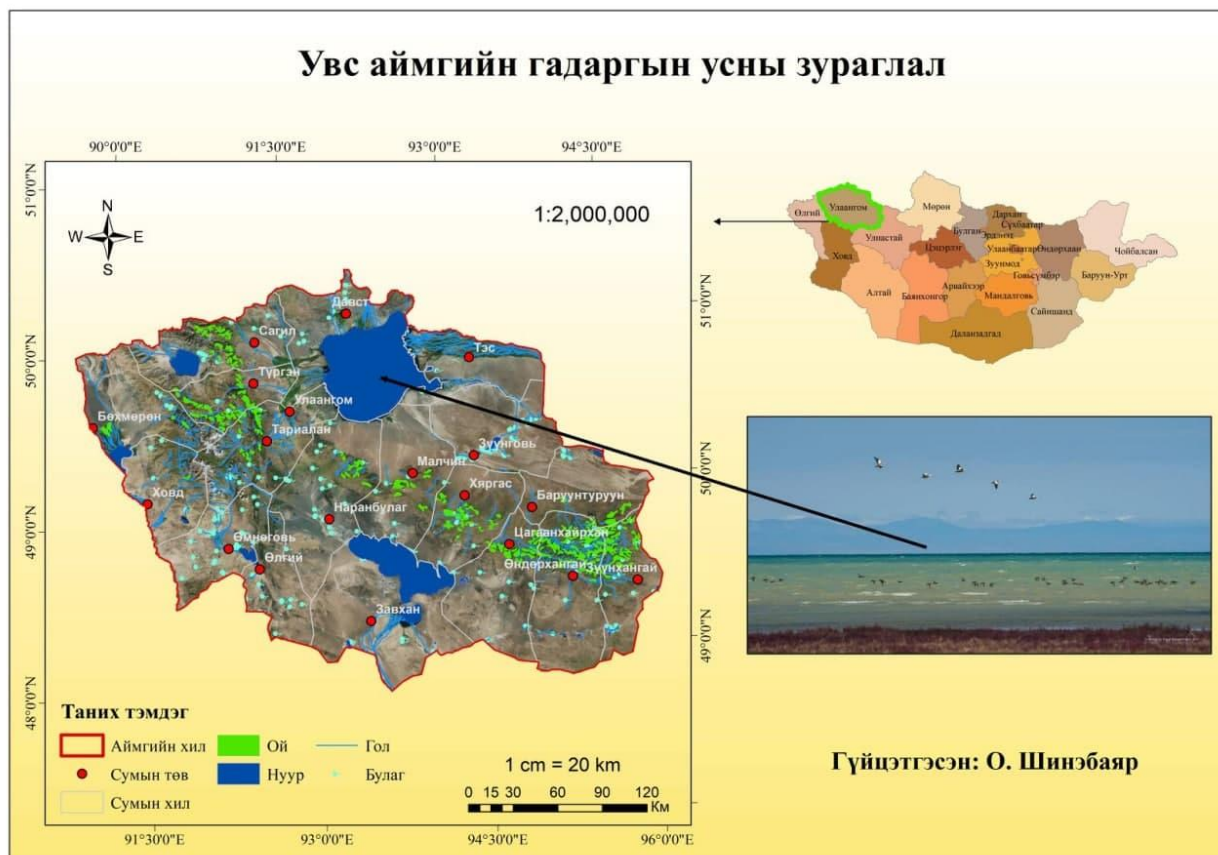 Увс аймгийн гадаргын усны зураглал
90°0'0"E
91°30'0"E
93°0'0"E
94°30'0"E
51°0'0"N
50°0'0"N
49°0'0"N
48°0'0"N
N
W
E
S
1:2,000,000
Давст
Сагил
Тэс
Түргэн
Улаангом
Бөхмөрөн
Тариалан
Зүүнговь
Малчин
Хяргас
Баруунтуруун
Ховд
Наранбулаг
Цагаанхайрхан
Өмнөговь
Өлгий
Өндөрхангай
Зүүнхангай
Завхан
51°0'0"N
50°0'0"N
49°0'0"N
Таних тэмдэг
Аймгийн хил
Ой
Гол
Сумын төв
Нуур
Булаг
Сумын хил
1 cm = 20 km
0 15 30 60 90 120
Км
91°30'0"E
93°0'0"E
94°30'0"E
96°0'0"E
Өлгий
Улаангом
Мөрөн
Дархан
Сүхбаатар
Булган
Эрдэнэт
Улиастай
Цэцэрлэг
Улаанбаатар
Өндөрхаан
Чойбалсан
Ховд
Зуунмод
Говьсүмбэр
Баруун-Урт
Алтай
Баянхонгор
Арвайхээр
Мандалговь
Сайншанд
Даланзадгад
Гүйцэтгэсэн: О. Шинэбаяр